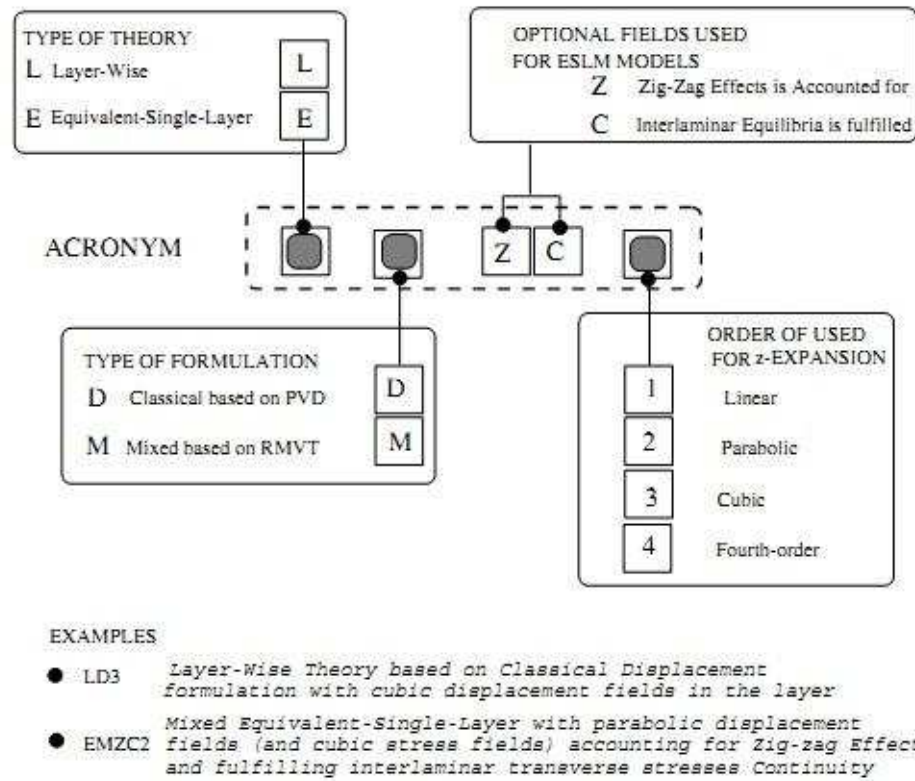 TYPE OF THEORY
L Layer-Wise
E Equivalent-Single-Layer
L
E
OPTIONAL FIELDS USED
FOR ESLM MODELS
Z Zig-Zag Effects is Accounted for
C Interlaminar Equilibria is fulfilled
ACRONYM
Z C
TYPE OF FORMULATION
D Classical based on PVD
M Mixed based on RMVT
D
M
ORDER OF USED
FOR z-EXPANSION
1 Linear
2 Parabolic
3 Cubic
4 Fourth-order
EXAMPLES
LD3 Layer-Wise Theory based on Classical Displacement
formulation with cubic displacement fields in the layer
EMZC2 Mixed Equivalent-Single-Layer with parabolic displacement
fields (and cubic stress fields) accounting for Zig-zag Effect
and fulfilling interlaminar transverse stresses Continuity